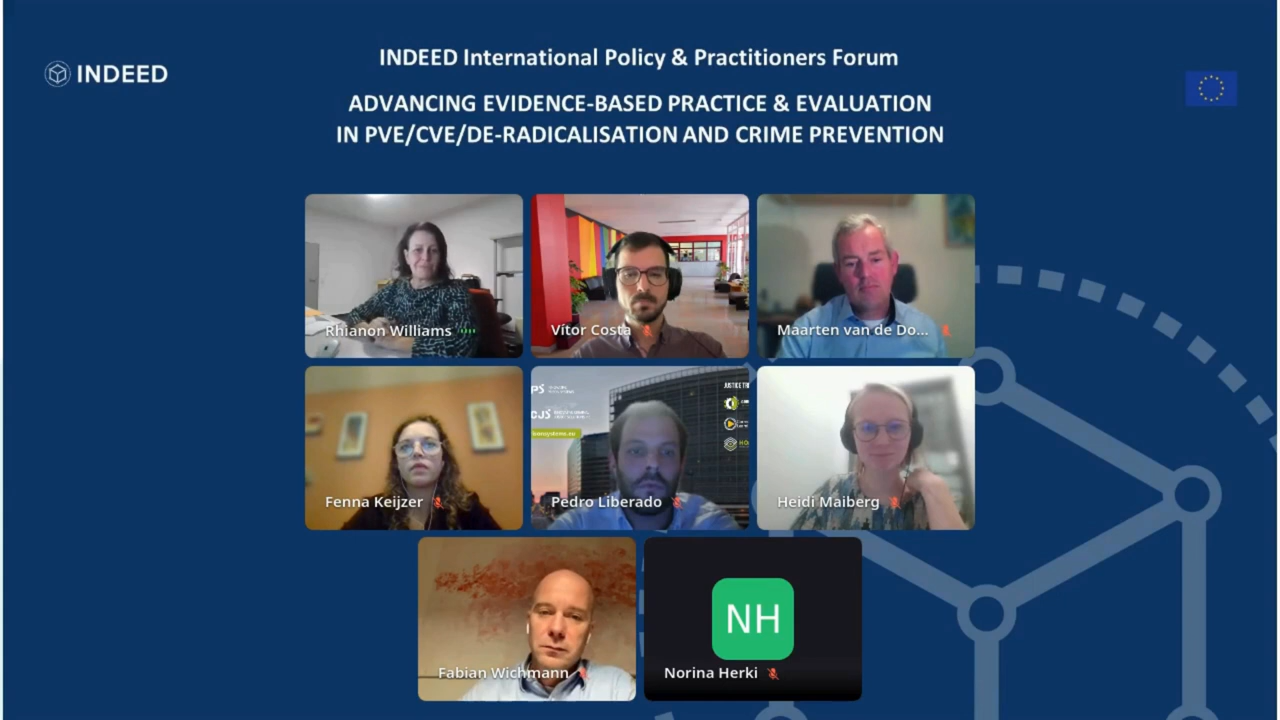 INDEED
INDEED International Policy & Practitioners Forum
ADVANCING EVIDENCE-BASED PRACTICE & EVALUATION
IN PVE/CVE/DE-RADICALISATION AND CRIME PREVENTION
Rhianon Williams
Vítor Costa
Maarten van de Do...
Fenna Keijzer
Pedro Liberado
Heidi Maiberg
Fabian Wichmann
NH
Norina Herki